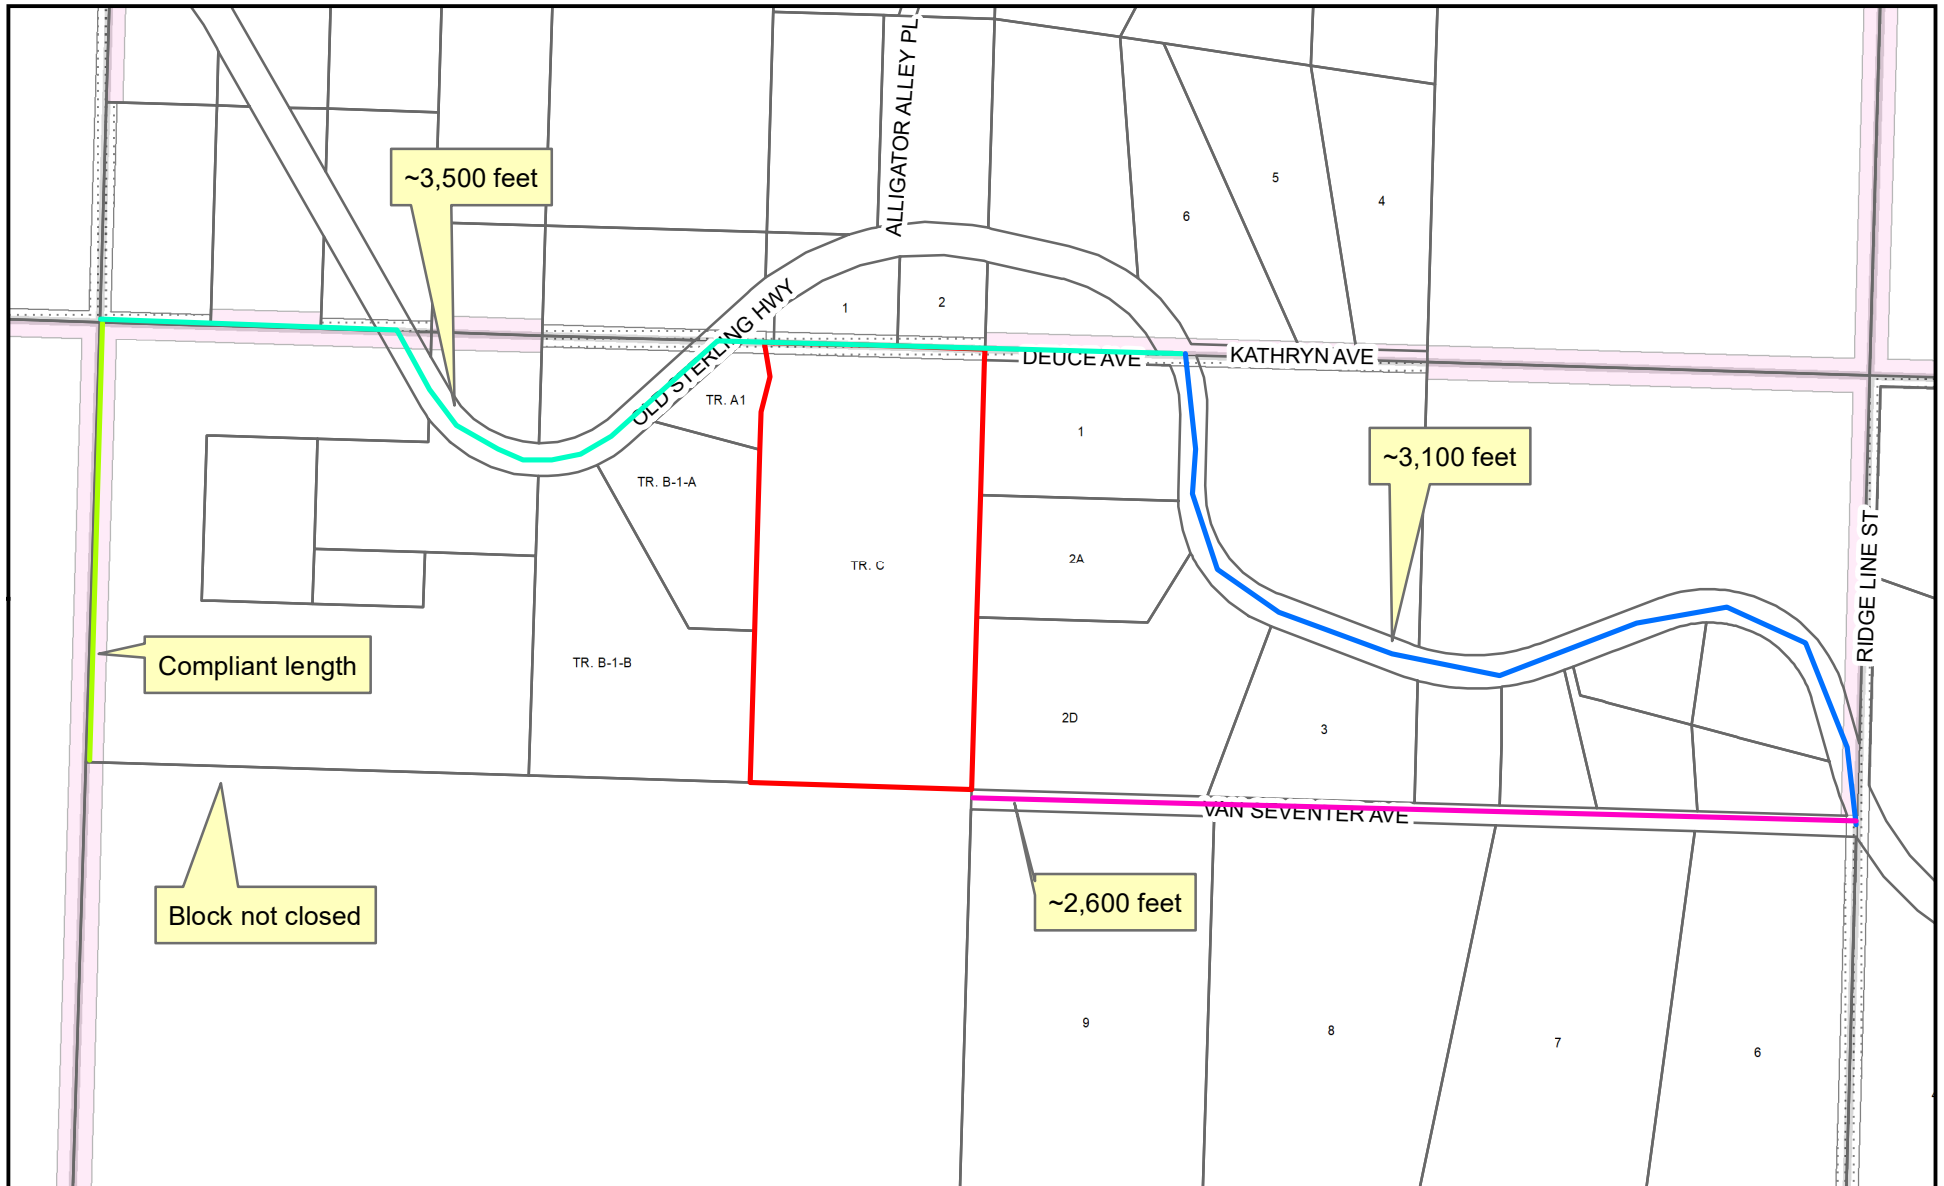 ALLIGATOR ALLEY PL
~3,500 feet
5
4
6
OLD STERLING HWY
1
2
DEUCE AVE
KATHRYN AVE
TR. A1
1
~3,100 feet
TR. B-1-A
TR. C
2A
RIDGE LINE ST
Compliant length
TR. B-1-B
2D
3
VAN SEVENTER AVE
Block not closed
~2,600 feet
9
8
7
6